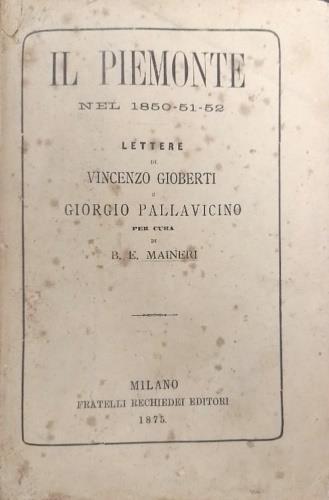 IL PIEMONTE
NEL 1850-51-52
LETTERE
DI
VINCENZO GIOBERTI
E
GIORGIO PALLAVICINO
PER CURA
DI
B. E. MAINERI
MILANO
FRATELLI RECHIEDEI EDITORI
1875.